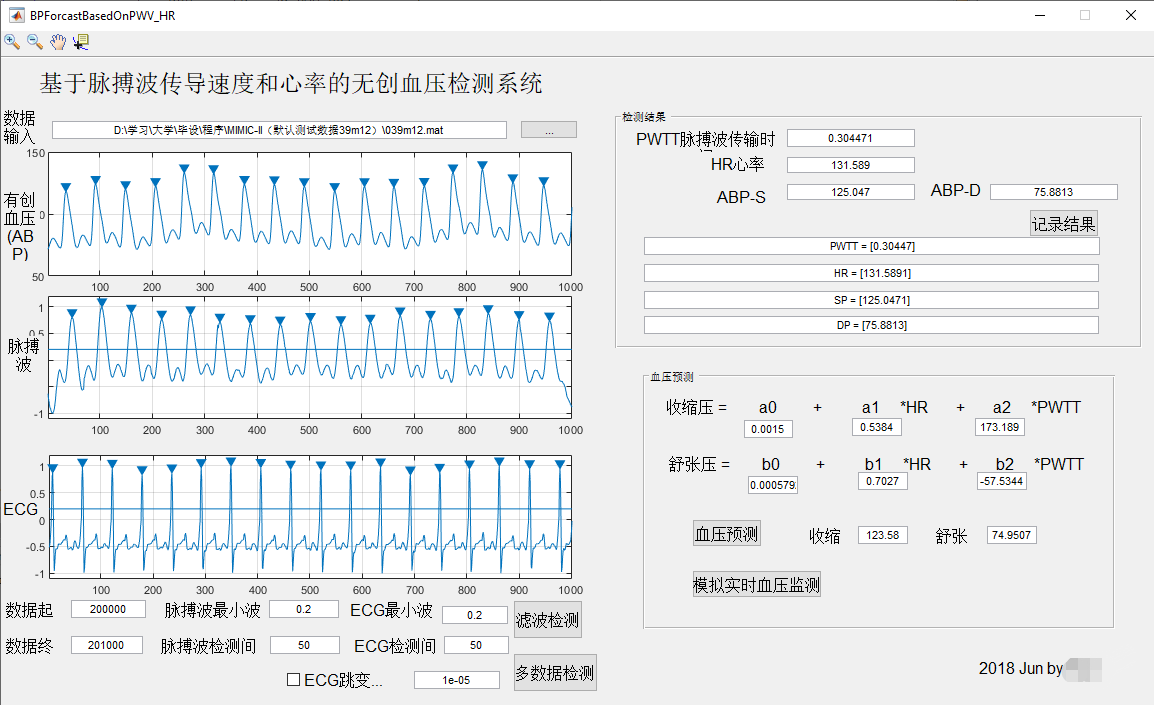 BPForcastBasedOnPWV_HR
基于脉搏波传导速度和心率的无创血压检测系统
数据
输入
D:\学习\大学\毕设\程序\MIMIC-II（默认测试数据39m12）\039m12.mat
...
有创
血压
(AB
P)
150
0
50
100 200 300 400 500 600 700 800 900 1000
脉搏
波
1
0.5
-1
100 200 300 400 500 600 700 800 900 1000
ECG
1
0.5
0
-0.5
-1
100 200 300 400 500 600 700 800 900 1000
数据起 200000 脉搏波最小波 0.2 ECG最小波 0.2 滤波检测
数据终 201000 脉搏波检测间 50 ECG检测间 50
ECG跳变... 1e-05 多数据检测
检测结果
PWTT脉搏波传输时 0.304471
HR心率 131.589
ABP-S 125.047 ABP-D 75.8813
记录结果
PWTT = [0.30447]
HR = [131.5891]
SP = [125.0471]
DP = [75.8813]
血压预测
收缩压 = a0 + a1 *HR + a2 *PWTT
0.0015 0.5384 173.189
舒张压 = b0 + b1 *HR + b2 *PWTT
0.000579 0.7027 -57.5344
血压预测 收缩 123.58 舒张 74.9507
模拟实时血压监测
2018 Jun by